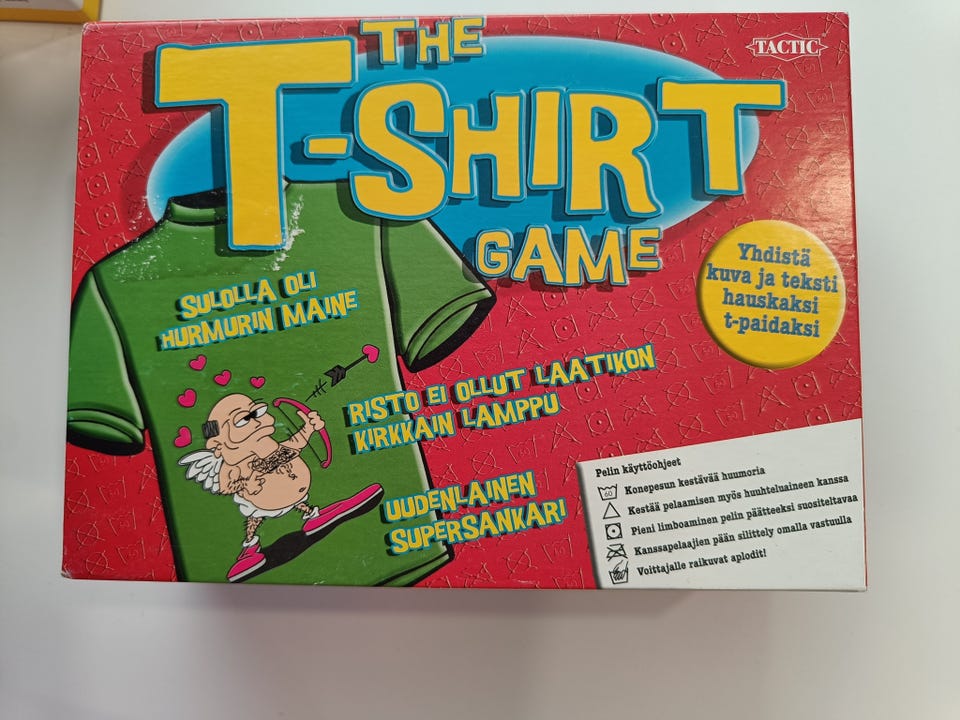 THE
T-SHIRT
GAME
TACTIC
Yhdistä
kuva ja teksti
hauskaksi
t-paidaksi
SULOLLA OLI
HURMURIN MAINE
RISTO EI OLLUT LAATIKON
KIRKKAIN LAMPPU
UUDENLAINEN
SUPERSANKARI
Pelin käyttöohjeet
60 Konepesun kestävää huumoria
Kestää pelaamisen myös huuhteluaineen kanssa
Pieni limboaminen pelin päätteeksi suositeltavaa
Kanssapelaajien pään silittely omalla vastuulla
Voittajalle raikuvat aplodit!